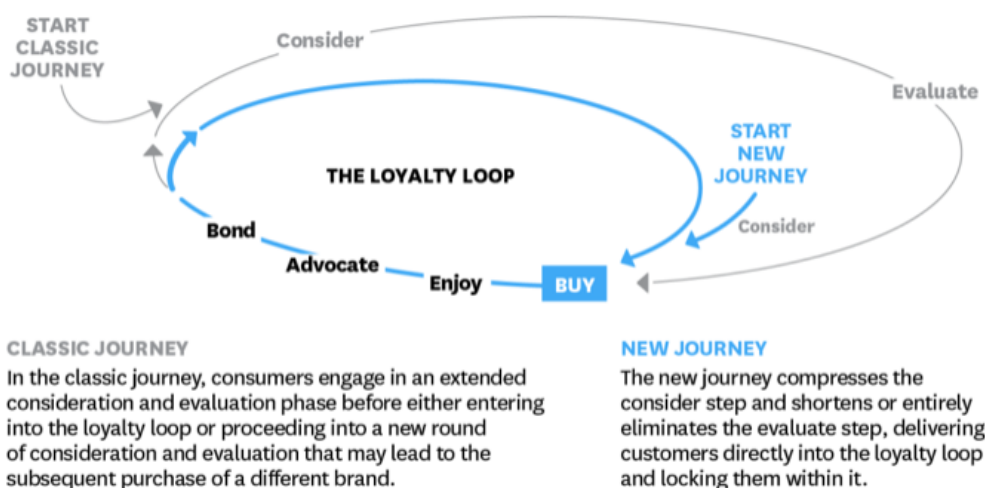 START
CLASSIC
JOURNEY
Consider
Evaluate
START
NEW
JOURNEY
THE LOYALTY LOOP
Consider
Bond
Advocate
Enjoy
BUY
CLASSIC JOURNEY
In the classic journey, consumers engage in an extended
consideration and evaluation phase before either entering
into the loyalty loop or proceeding into a new round
of consideration and evaluation that may lead to the
subsequent purchase of a different brand.
NEW JOURNEY
The new journey compresses the
consider step and shortens or entirely
eliminates the evaluate step, delivering
customers directly into the loyalty loop
and locking them within it.